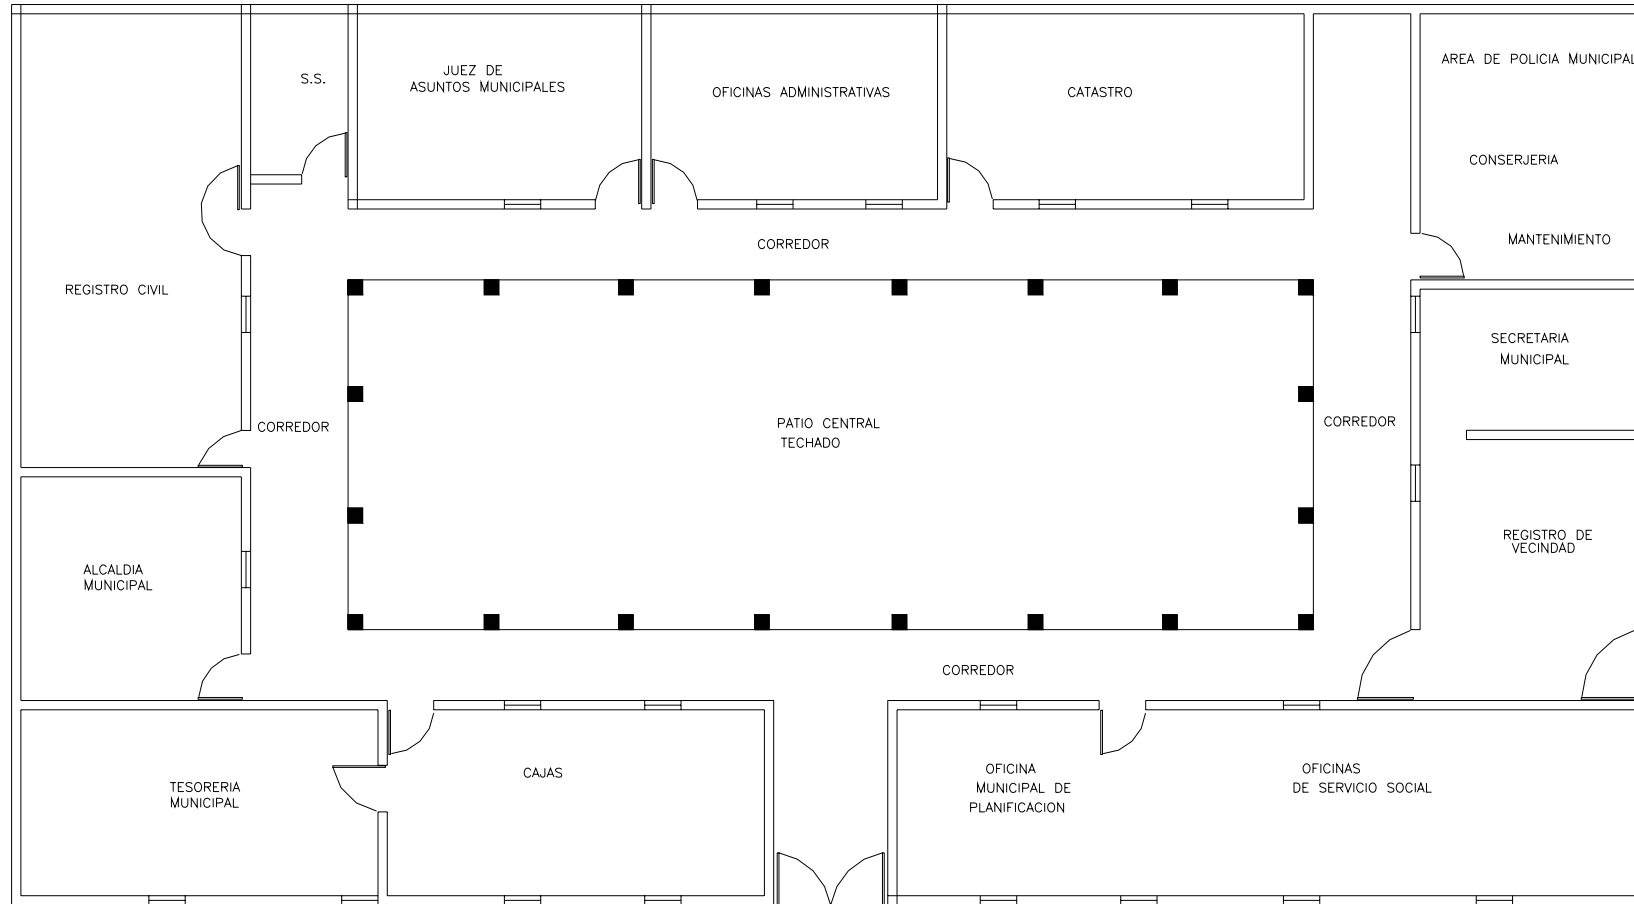 AREA DE POLICIA MUNICIPAL
S.S.
JUEZ DE
ASUNTOS MUNICIPALES
OFICINAS ADMINISTRATIVAS
CATASTRO
CONSERJERIA
MANTENIMIENTO
CORREDOR
REGISTRO CIVIL
SECRETARIA
MUNICIPAL
CORREDOR
PATIO CENTRAL
TECHADO
CORREDOR
REGISTRO DE
VECINDAD
ALCALDIA
MUNICIPAL
CORREDOR
TESORERIA
MUNICIPAL
CAJAS
OFICINA
MUNICIPAL DE
PLANIFICACION
OFICINAS
DE SERVICIO SOCIAL